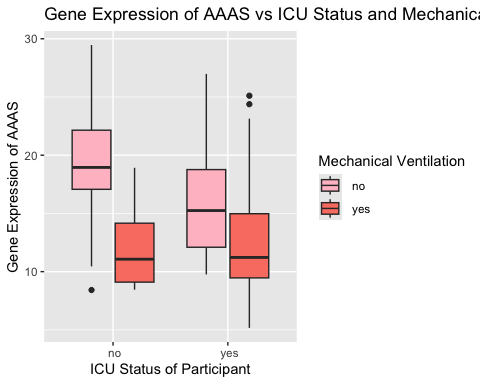 Gene Expression of AAAS vs ICU Status and Mechanica
30
20
10
Gene Expression of AAAS
no
yes
ICU Status of Participant
Mechanical Ventilation
no
yes